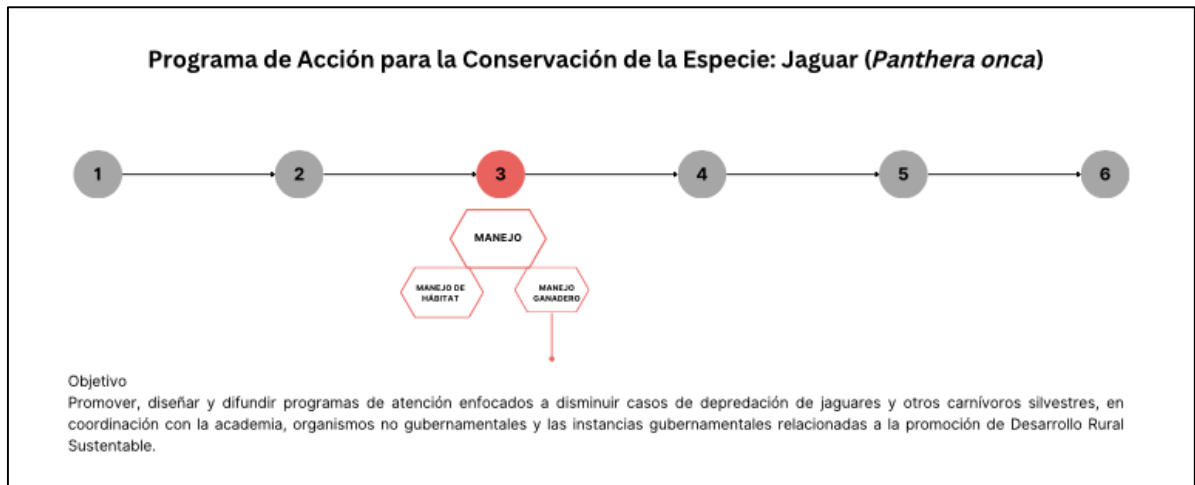 Programa de Acción para la Conservación de la Especie: Jaguar (Panthera onca)
1 2 3 4 5 6
MANEJO
MANEJO DE
HÁBITAT
MANEJO
GANADERO
Objetivo
Promover, diseñar y difundir programas de atención enfocados a disminuir casos de depredación de jaguares y otros carnívoros silvestres, en
coordinación con la academia, organismos no gubernamentales y las instancias gubernamentales relacionadas a la promoción de Desarrollo Rural
Sustentable.